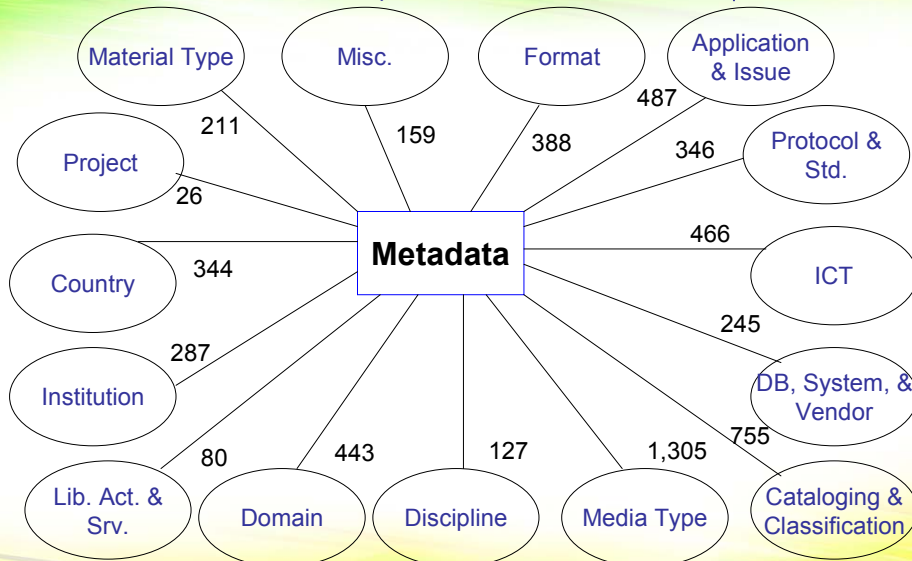 Material Type
Misc.
Format
Application
& Issue
487
211
159
388
346
Protocol &
Std.
Project
26
Metadata
466
344
Country
ICT
245
287
Institution
DB, System, &
Vendor
80
443
127
1,305
755
Lib. Act. &
Srv.
Domain
Discipline
Media Type
Cataloging &
Classification